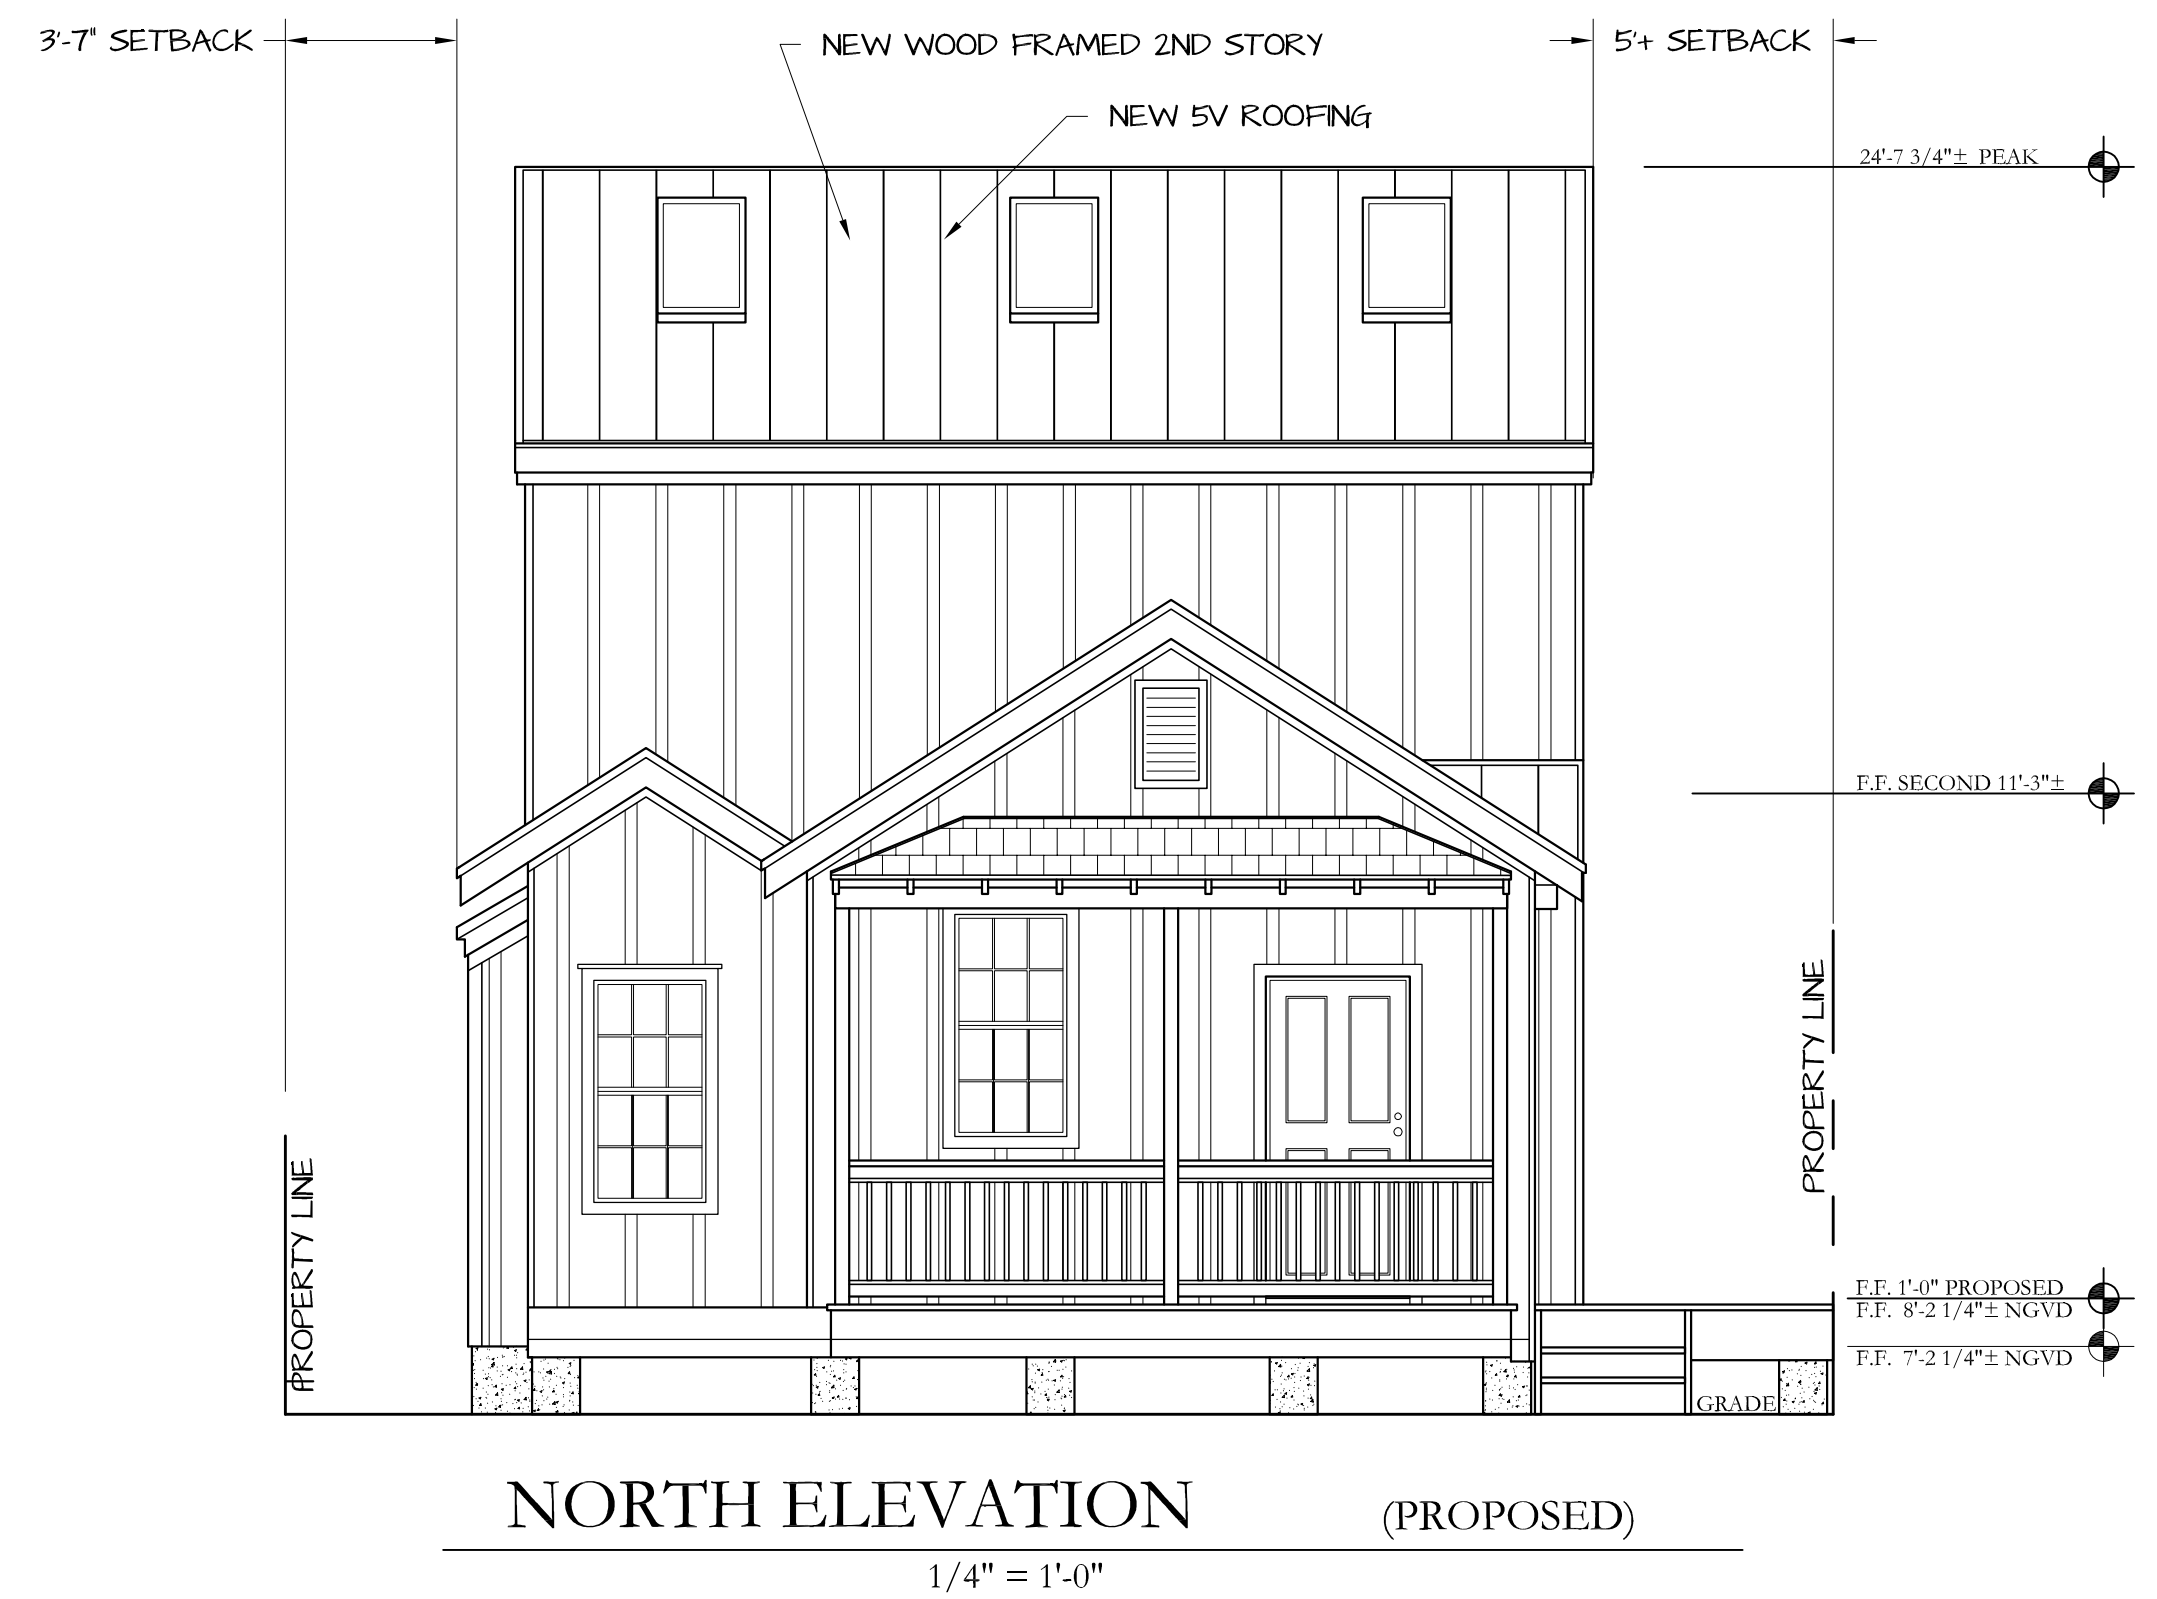 3'-7" SETBACK
NEW WOOD FRAMED 2ND STORY
5'+ SETBACK
NEW 5V ROOFING
24'-7 3/4"± PEAK
F.F. SECOND 11'-3"±
PROPERTY LINE
PROPERTY LINE
F.F. 1'-0" PROPOSED
F.F. 8'-2 1/4"± NGVD
F.F. 7'-2 1/4"± NGVD
GRADE
NORTH ELEVATION (PROPOSED)
1/4" = 1'-0"